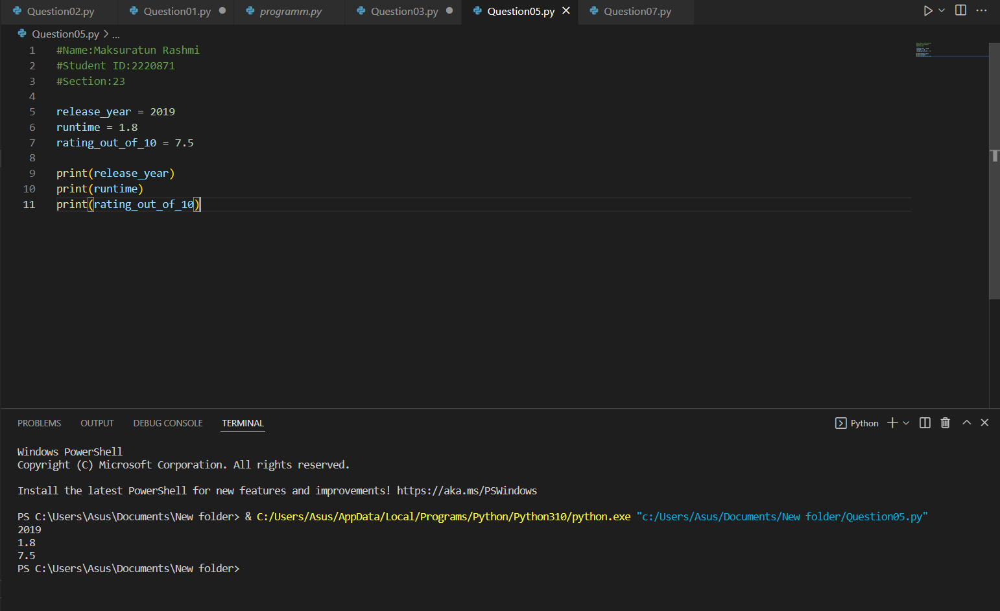 Question02.py Question01.py programm.py Question03.py Question05.py Question07.py
Question05.py > ...
1 #Name:Maksuratun Rashmi
2 #Student ID:2220871
3 #Section:23
4
5 release_year = 2019
6 runtime = 1.8
7 rating_out_of_10 = 7.5
8
9 print(release_year)
10 print(runtime)
11 print(rating_out_of_10)
PROBLEMS OUTPUT DEBUG CONSOLE TERMINAL Python
Windows PowerShell
Copyright (C) Microsoft Corporation. All rights reserved.
Install the latest PowerShell for new features and improvements! https://aka.ms/PSWindows
PS C:\Users\Asus\Documents\New folder> & C:/Users/Asus/AppData/Local/Programs/Python/Python310/python.exe "c:/Users/Asus/Documents/New folder/Question05.py"
2019
1.8
7.5
PS C:\Users\Asus\Documents\New folder>